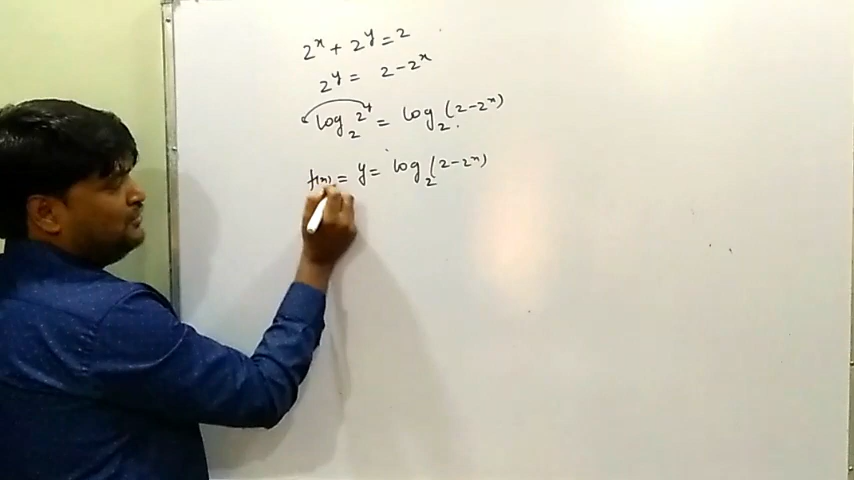 2^x + 2^y = 2
2^y = 2 - 2^x
log_2 2^y = log_2 (2 - 2^x)
f(x) = y = log_2 (2 - 2^x)